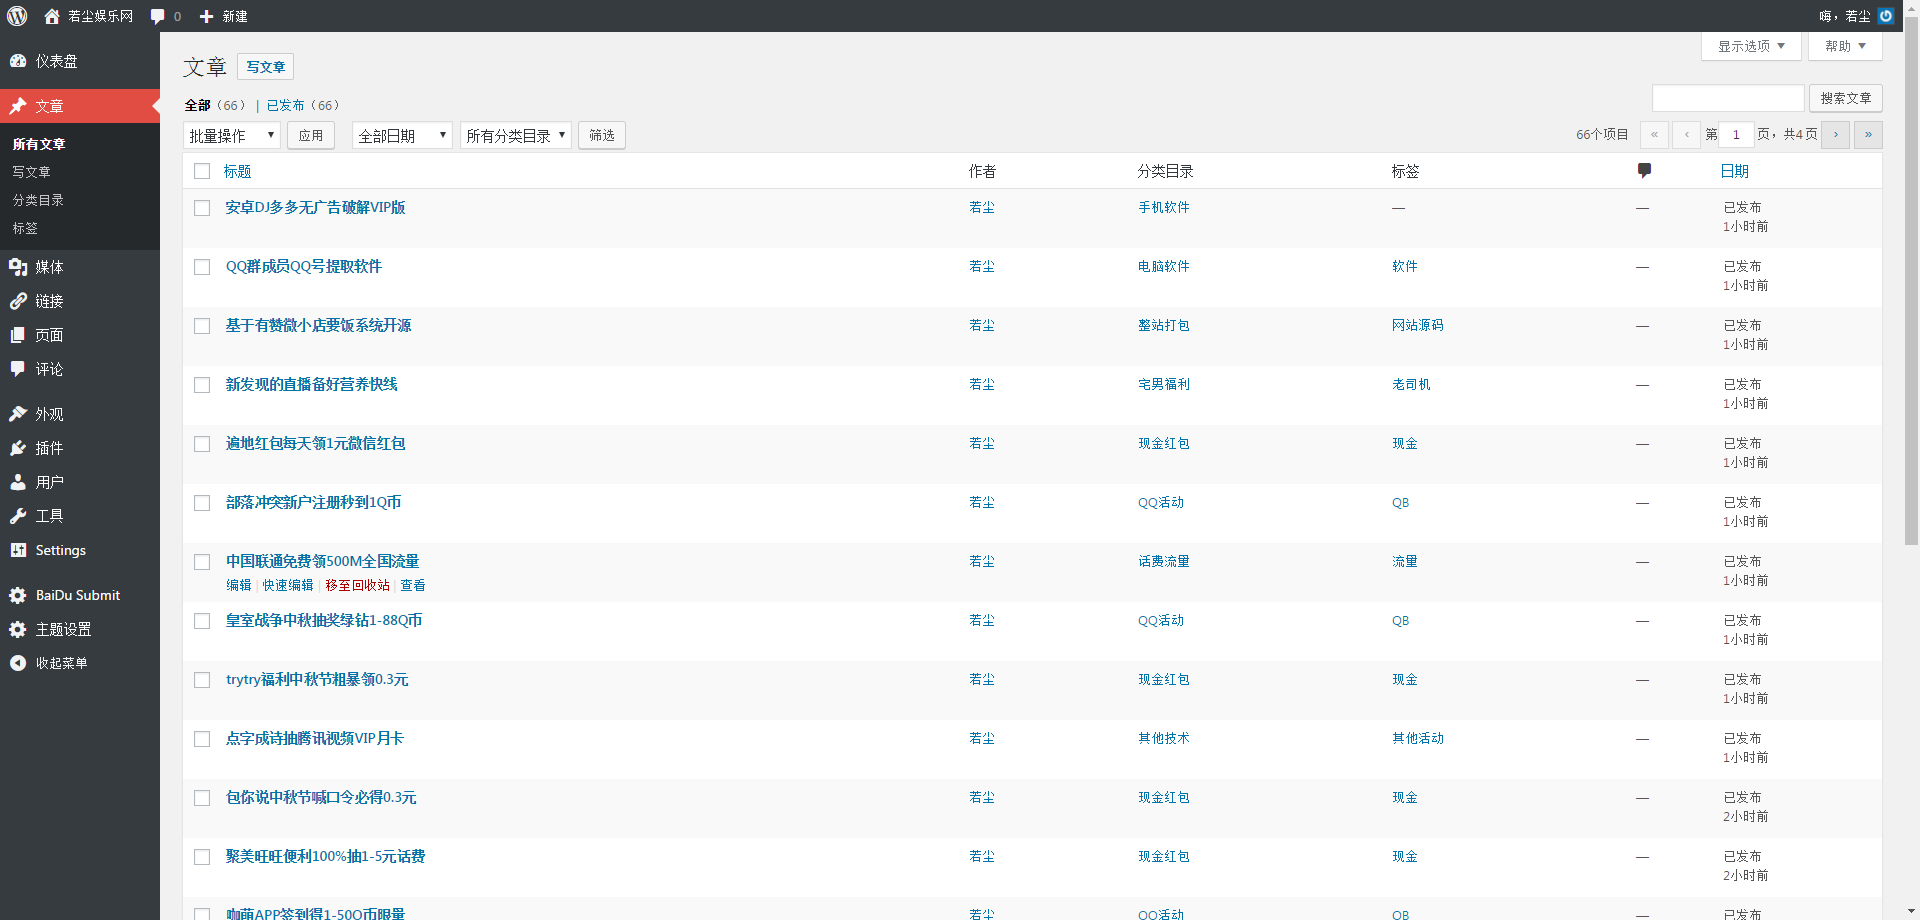 若尘娱乐网 0 新建 嗨，若尘
显示选项 帮助
仪表盘
文章
所有文章
写文章
分类目录
标签
媒体
链接
页面
评论
外观
插件
用户
工具
Settings
BaiDu Submit
主题设置
收起菜单
文章 写文章
全部（66） | 已发布（66）
搜索文章
批量操作 应用 全部日期 所有分类目录 筛选 66个项目 « ‹ 第 1 页，共4页 › »
标题 作者 分类目录 标签 日期
安卓DJ多多无广告破解VIP版 若尘 手机软件 — — 已发布
1小时前
QQ群成员QQ号提取软件 若尘 电脑软件 软件 — 已发布
1小时前
基于有赞微小店要饭系统开源 若尘 整站打包 网站源码 — 已发布
1小时前
新发现的直播备好营养快线 若尘 宅男福利 老司机 — 已发布
1小时前
遍地红包每天领1元微信红包 若尘 现金红包 现金 — 已发布
1小时前
部落冲突新户注册秒到1Q币 若尘 QQ活动 QB — 已发布
1小时前
中国联通免费领500M全国流量 若尘 话费流量 流量 — 已发布
编辑 | 快速编辑 | 移至回收站 | 查看 1小时前
皇室战争中秋抽奖绿钻1-88Q币 若尘 QQ活动 QB — 已发布
1小时前
trytry福利中秋节粗暴领0.3元 若尘 现金红包 现金 — 已发布
1小时前
点字成诗抽腾讯视频VIP月卡 若尘 其他技术 其他活动 — 已发布
1小时前
包你说中秋节喊口令必得0.3元 若尘 现金红包 现金 — 已发布
2小时前
聚美旺旺便利100%抽1-5元话费 若尘 现金红包 现金 — 已发布
2小时前
咖萌APP签到得1-50Q币限量 若尘 QQ活动 QB — 已发布